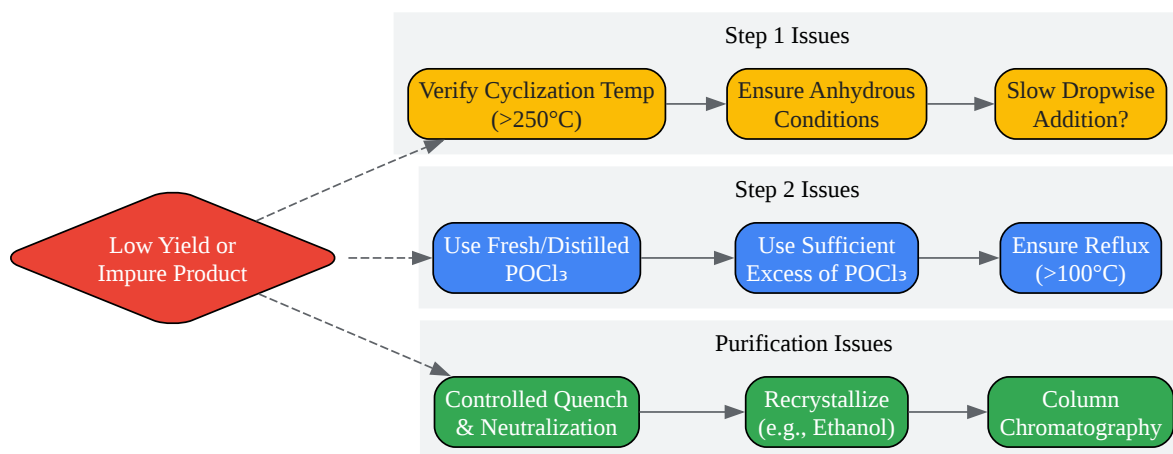 Step 1 Issues
Verify Cyclization Temp
(>250°C)
Ensure Anhydrous
Conditions
Slow Dropwise
Addition?
Step 2 Issues
Low Yield or
Impure Product
Use Fresh/Distilled
POCl₃
Use Sufficient
Excess of POCl₃
Ensure Reflux
(>100°C)
Purification Issues
Controlled Quench
& Neutralization
Recrystallize
(e.g., Ethanol)
Column
Chromatography